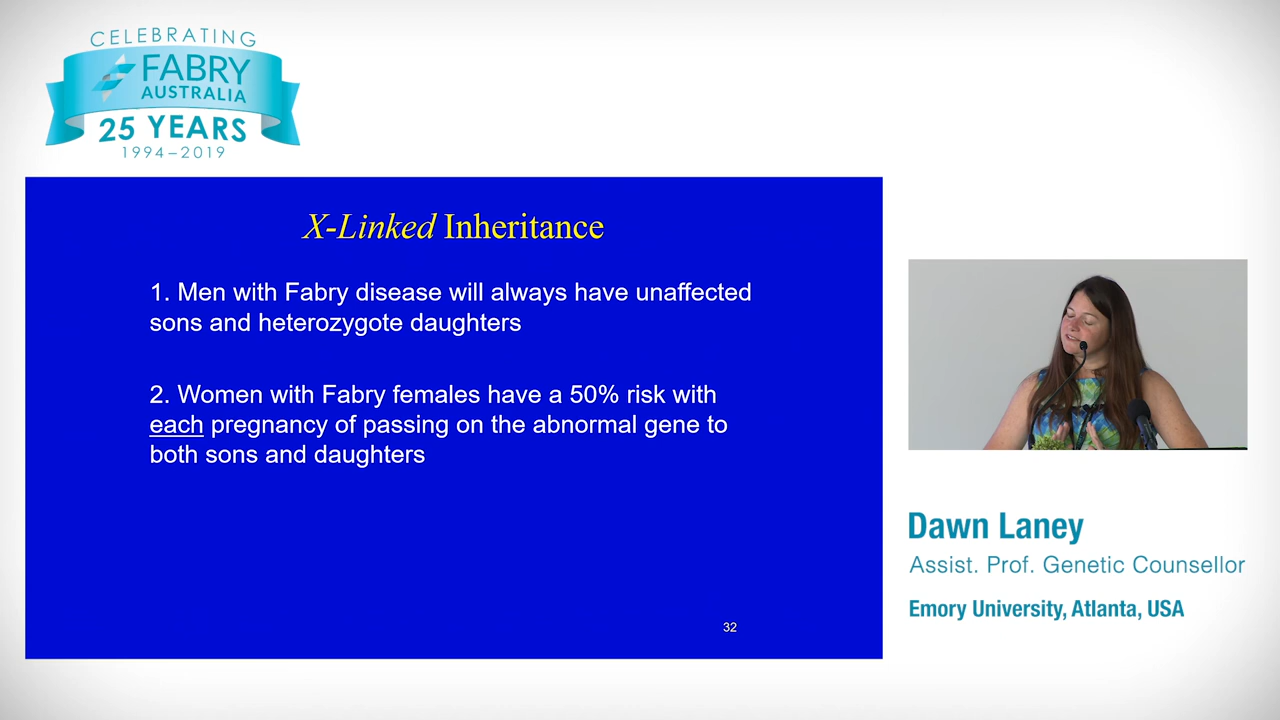 CELEBRATING
FABRY
AUSTRALIA
25 YEARS
1994–2019
X-Linked Inheritance
1. Men with Fabry disease will always have unaffected
sons and heterozygote daughters
2. Women with Fabry females have a 50% risk with
each pregnancy of passing on the abnormal gene to
both sons and daughters
32
Dawn Laney
Assist. Prof. Genetic Counsellor
Emory University, Atlanta, USA